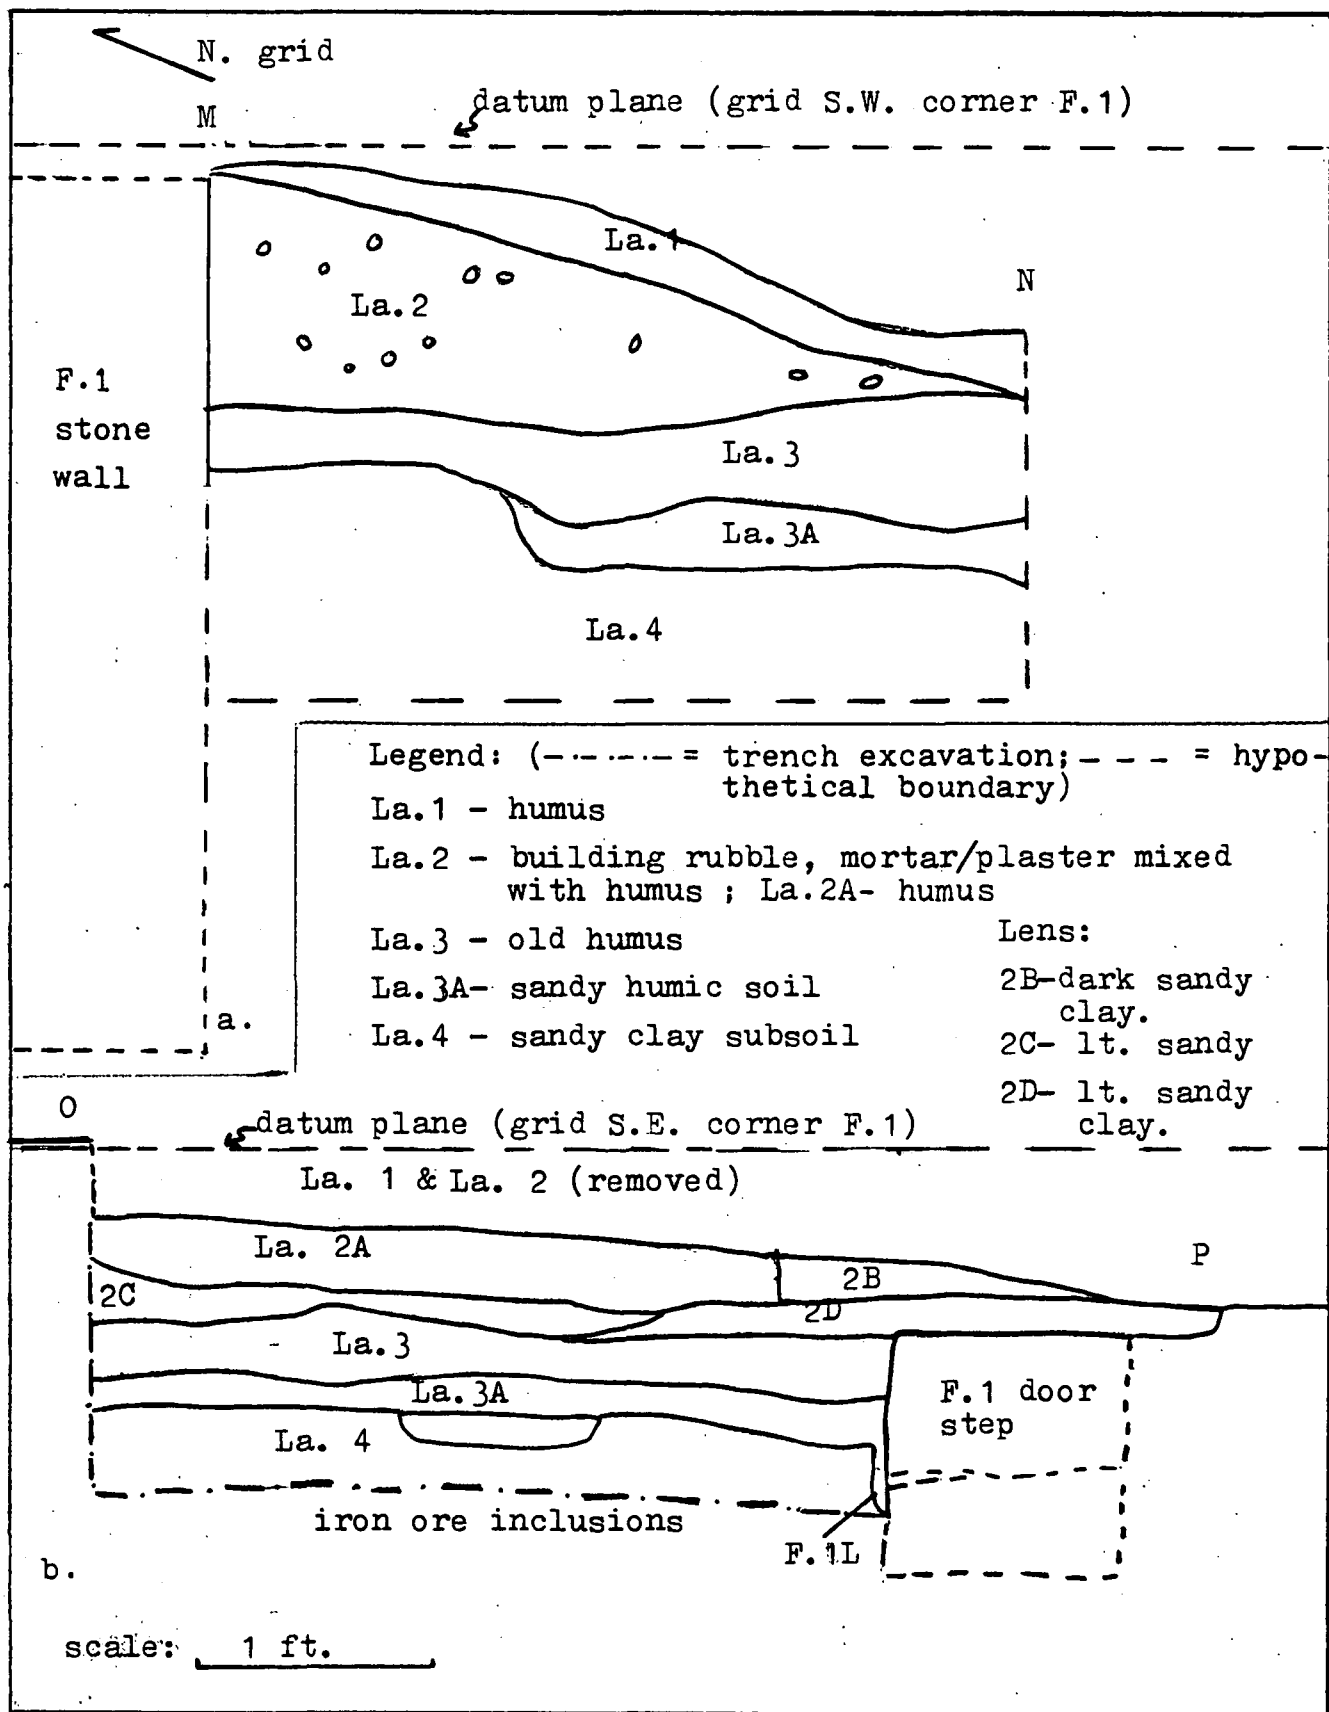 N. grid
M
datum plane (grid S.W. corner F.1)
La.1
N
La.2
F.1
stone
wall
La.3
La.3A
La.4
Legend: (-·-·-·- = trench excavation; - - - = hypo-
thetical boundary)
La.1 - humus
La.2 - building rubble, mortar/plaster mixed
with humus ; La.2A- humus
La.3 - old humus
La.3A- sandy humic soil
La.4 - sandy clay subsoil
Lens:
2B-dark sandy
clay.
2C- lt. sandy
2D- lt. sandy
clay.
a.
O
datum plane (grid S.E. corner F.1)
La. 1 & La. 2 (removed)
La. 2A
P
2B
2C
2D
La.3
La.3A
F.1 door
step
La. 4
iron ore inclusions
F.1L
b.
scale: 1 ft.